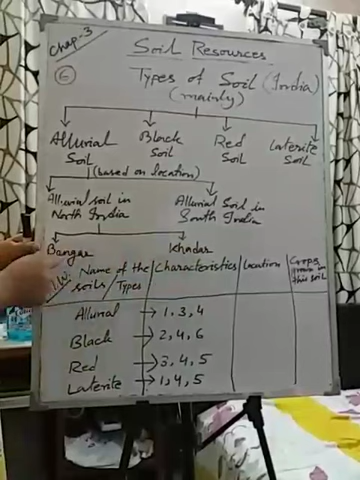 Chap.3
Soil Resources
6
Types of Soil (India)
(mainly)
Alluvial Soil
Black Soil
Red Soil
Laterite Soil
(based on location)
Alluvial soil in North India
Alluvial Soil in South India
Bangar
Khadar
Name of the soils/Types
Characteristics
Location
Crops grown in this soil
Alluvial → 1, 3, 4
Black → 2, 4, 6
Red → 3, 4, 5
Laterite → 1, 4, 5